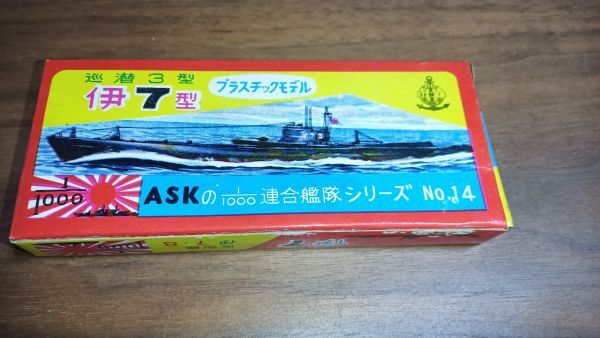 巡潜3型
伊7型
プラスチックモデル
1/1000
ASKの1/1000連合艦隊シリーズ No.14